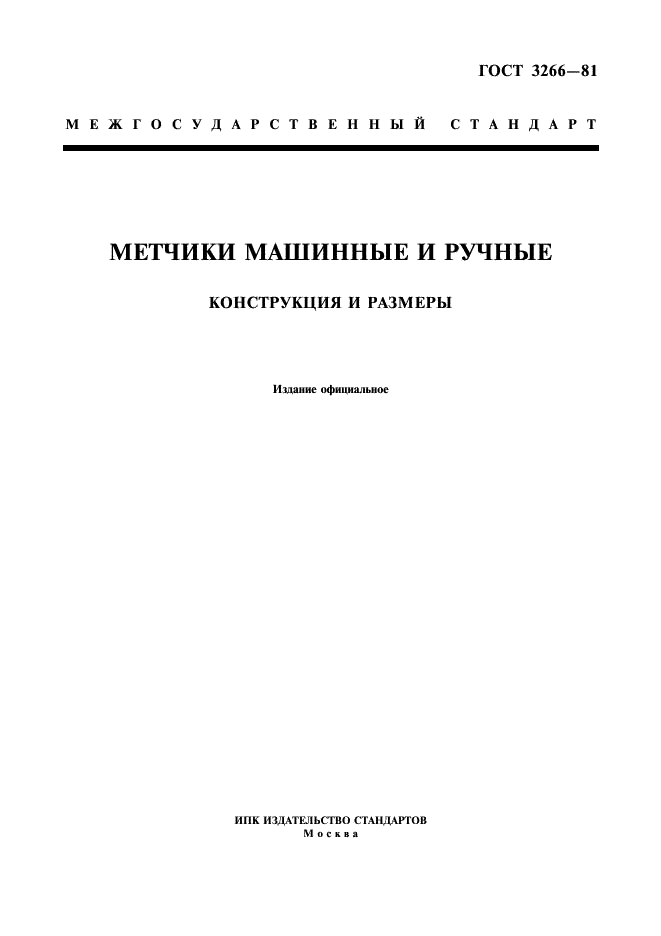 ГОСТ 3266—81
МЕЖГОСУДАРСТВЕННЫЙ СТАНДАРТ
МЕТЧИКИ МАШИННЫЕ И РУЧНЫЕ
КОНСТРУКЦИЯ И РАЗМЕРЫ
Издание официальное
ИПК ИЗДАТЕЛЬСТВО СТАНДАРТОВ
Москва